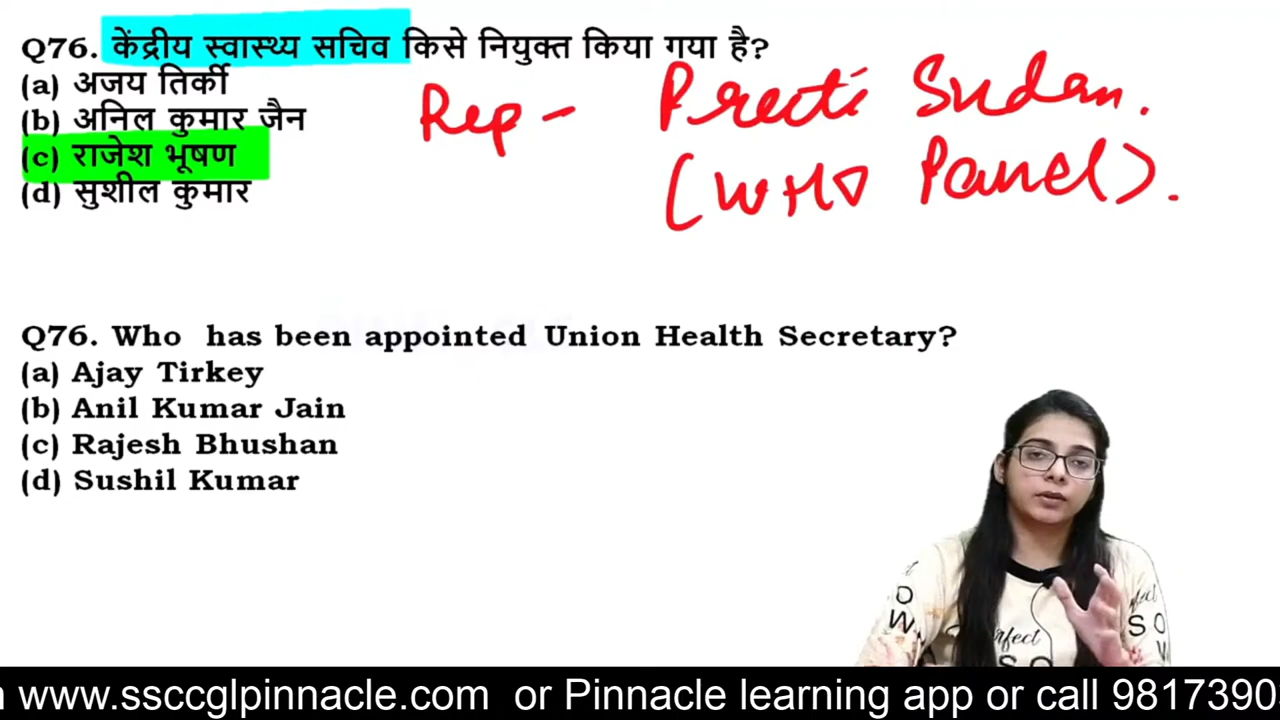 Q76. केंद्रीय स्वास्थ्य सचिव किसे नियुक्त किया गया है?
(a) अजय तिर्की
(b) अनिल कुमार जैन
(c) राजेश भूषण
(d) सुशील कुमार
Rep - Preeti Sudan.
(WHO Panel).
Q76. Who has been appointed Union Health Secretary?
(a) Ajay Tirkey
(b) Anil Kumar Jain
(c) Rajesh Bhushan
(d) Sushil Kumar
www.ssccglpinnacle.com or Pinnacle learning app or call 9817390